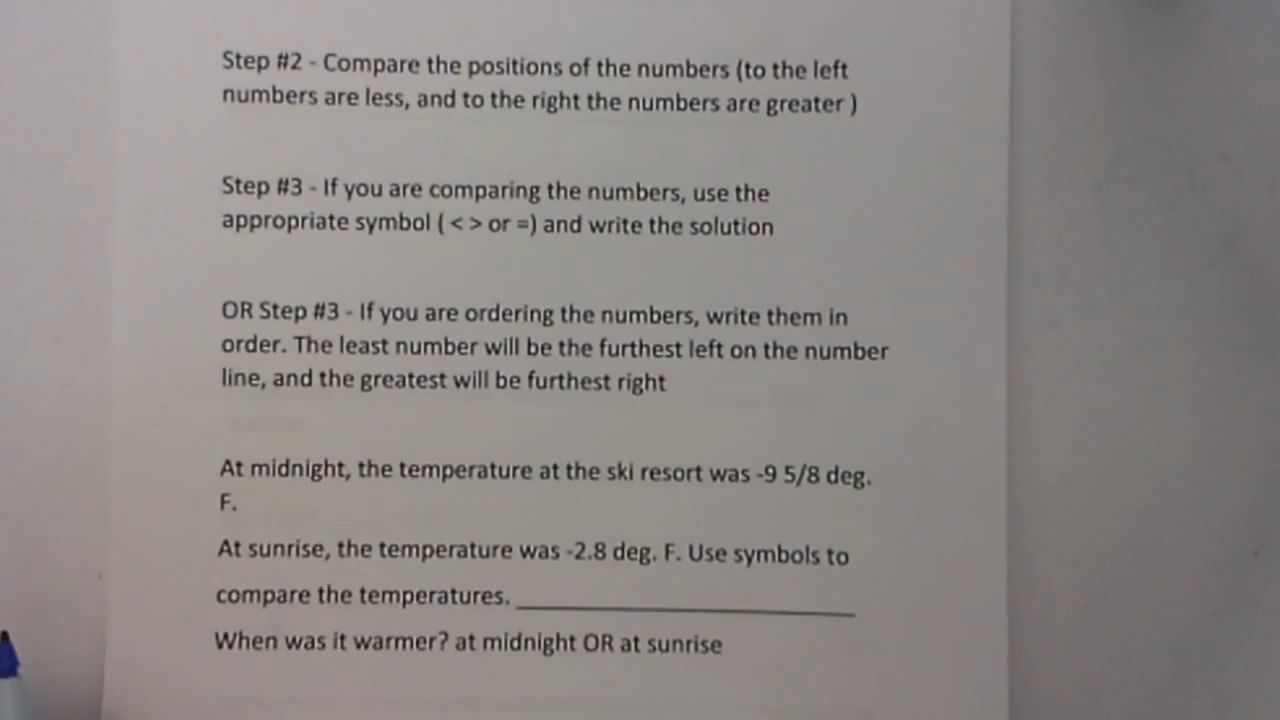 Step #2 - Compare the positions of the numbers (to the left
numbers are less, and to the right the numbers are greater )
Step #3 - If you are comparing the numbers, use the
appropriate symbol ( < > or =) and write the solution
OR Step #3 - If you are ordering the numbers, write them in
order. The least number will be the furthest left on the number
line, and the greatest will be furthest right
At midnight, the temperature at the ski resort was -9 5/8 deg.
F.
At sunrise, the temperature was -2.8 deg. F. Use symbols to
compare the temperatures. ____________________
When was it warmer? at midnight OR at sunrise